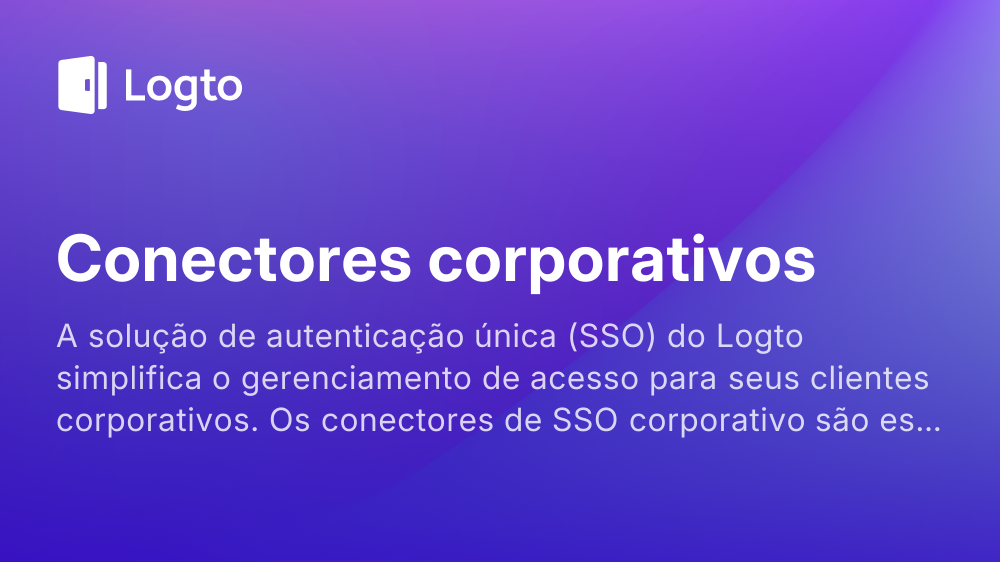 Logto
Conectores corporativos
A solução de autenticação única (SSO) do Logto
simplifica o gerenciamento de acesso para seus clientes
corporativos. Os conectores de SSO corporativo são es...